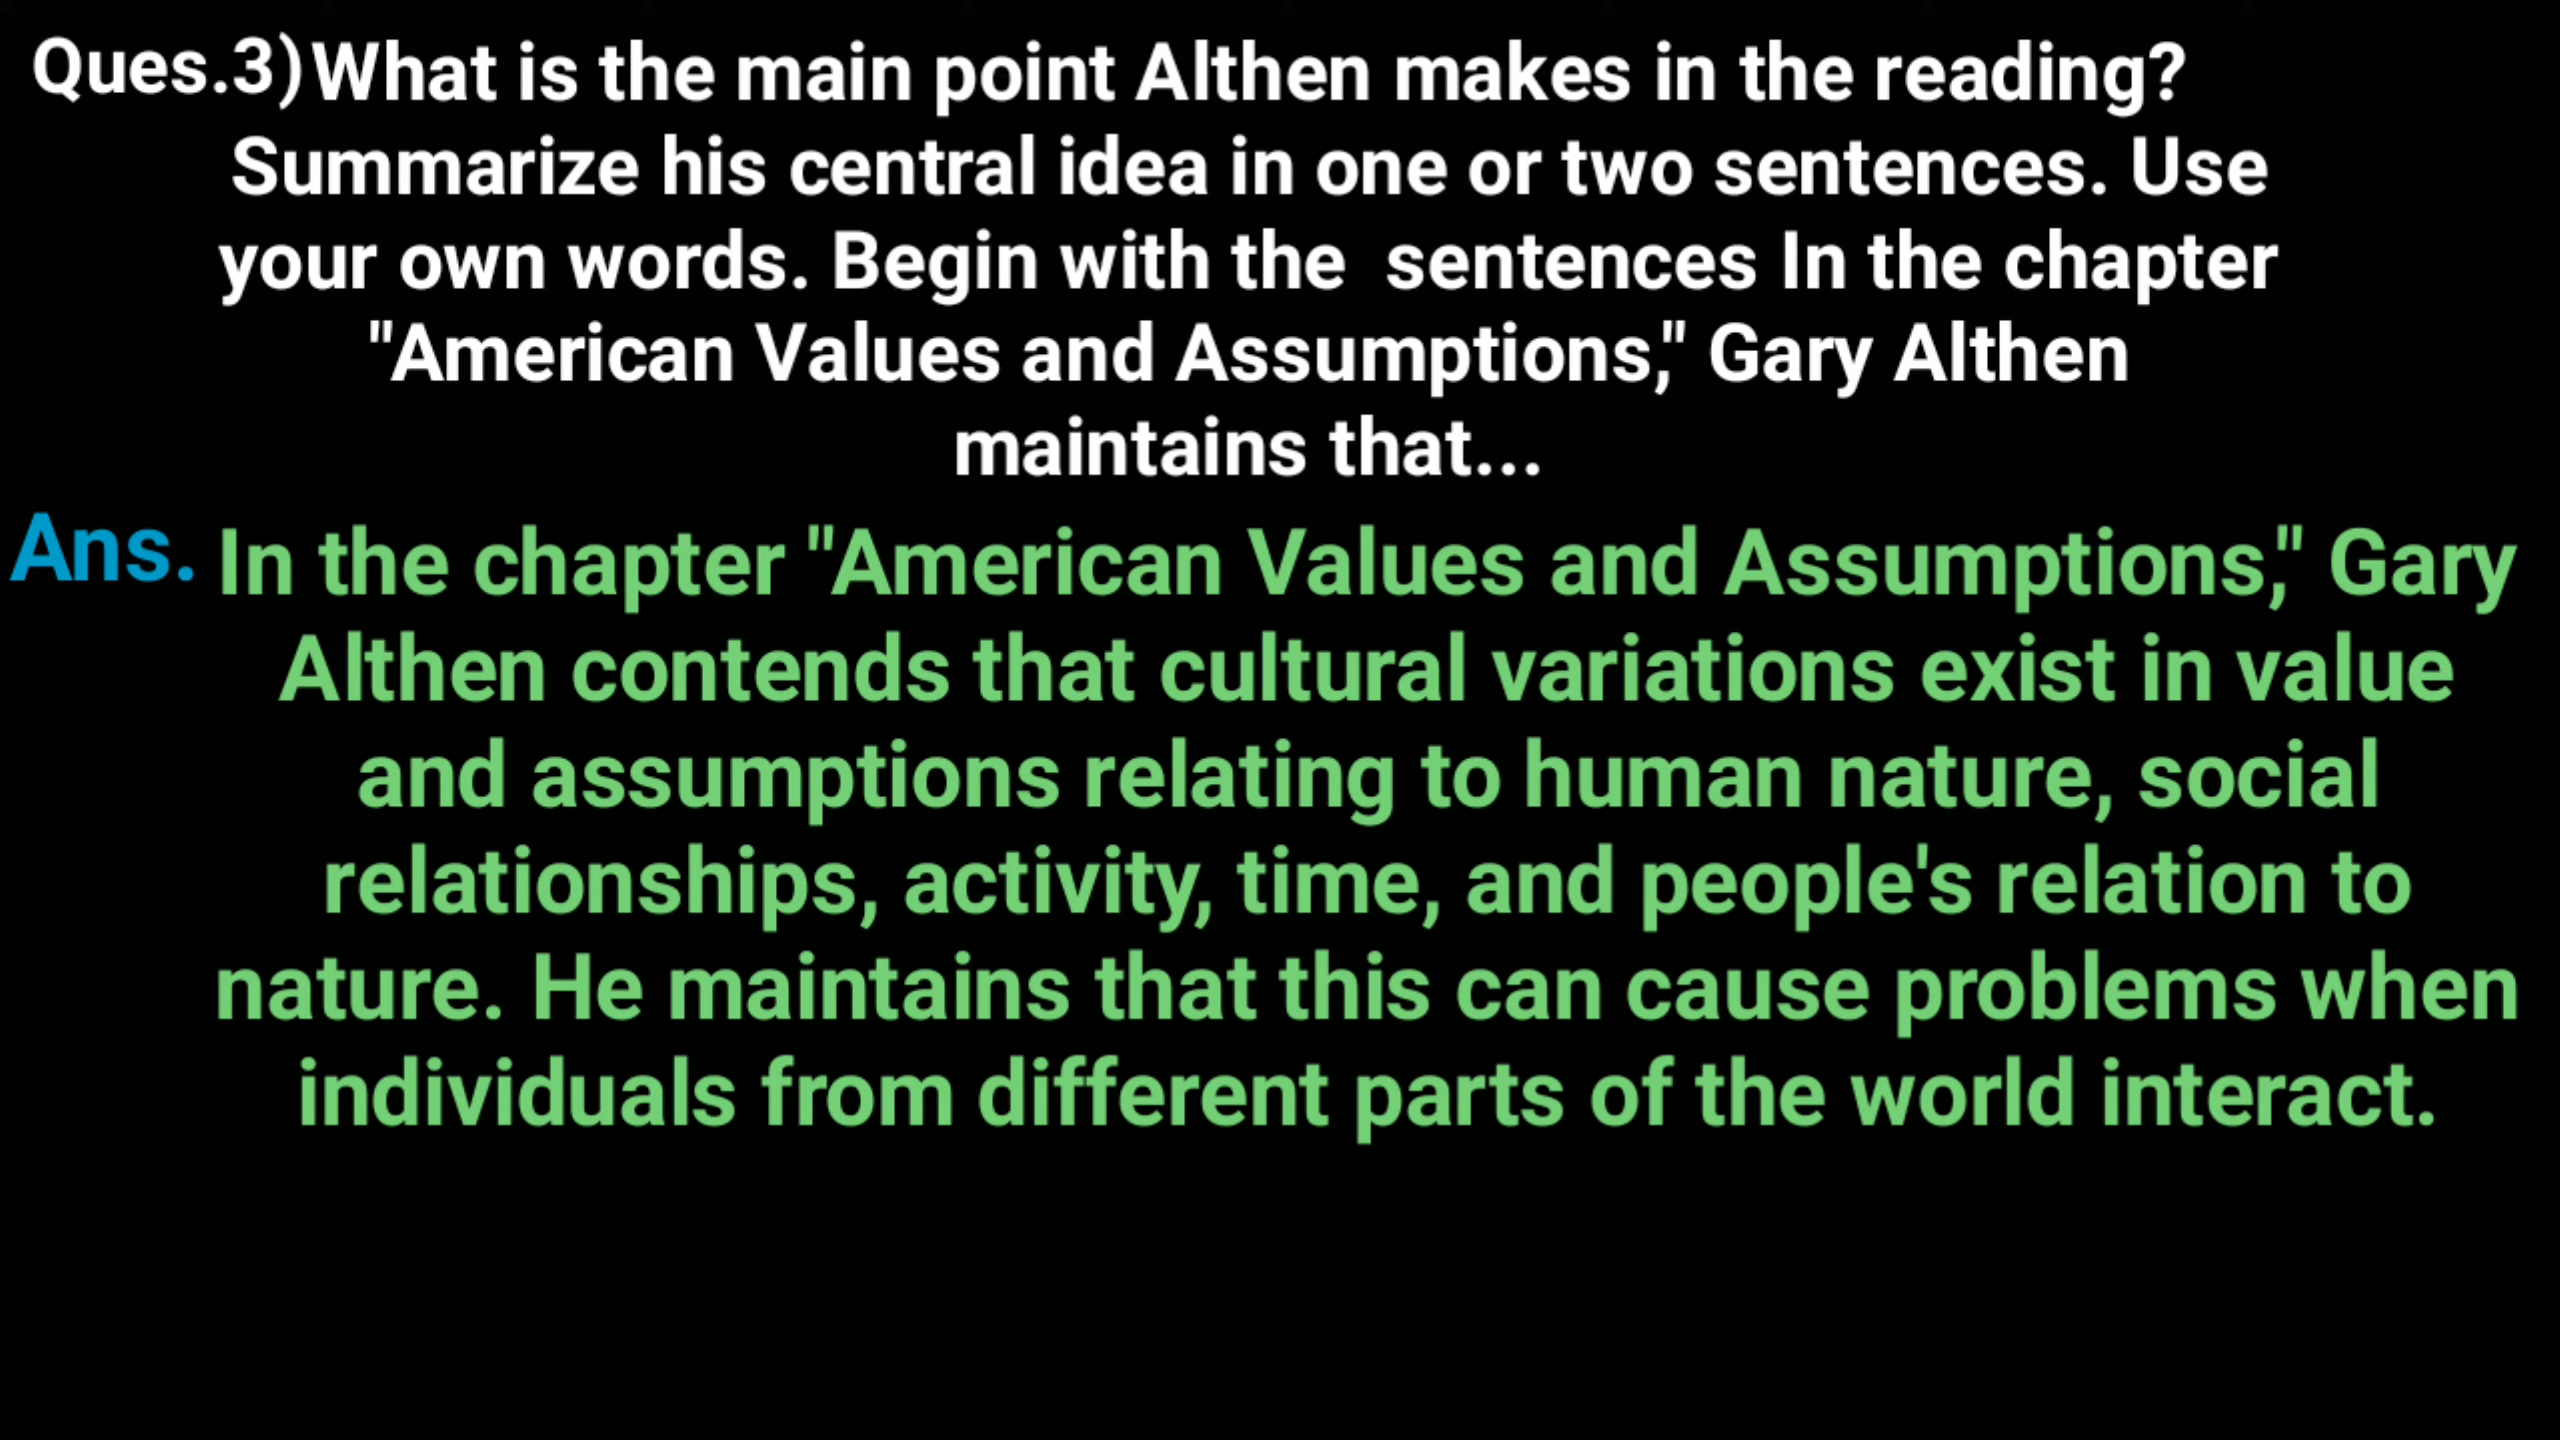 Ques.3) What is the main point Althen makes in the reading?
Summarize his central idea in one or two sentences. Use
your own words. Begin with the  sentences In the chapter
"American Values and Assumptions," Gary Althen
maintains that...
Ans. In the chapter "American Values and Assumptions," Gary
Althen contends that cultural variations exist in value
and assumptions relating to human nature, social
relationships, activity, time, and people's relation to
nature. He maintains that this can cause problems when
individuals from different parts of the world interact.